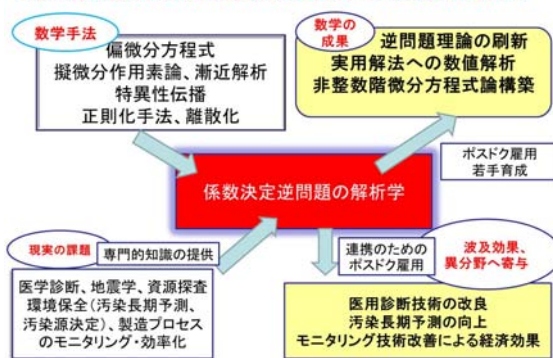 数学手法
偏微分方程式
擬微分作用素論、漸近解析
特異性伝播
正則化手法、離散化
数学の
成果
逆問題理論の刷新
実用解法への数値解析
非整数階微分方程式論構築
ポスドク雇用
若手育成
係数決定逆問題の解析学
現実の課題
専門的知識の提供
医学診断、地震学、資源探査
環境保全(汚染長期予測、
汚染源決定)、製造プロセス
のモニタリング・効率化
連携のための
ポスドク雇用
波及効果、
異分野へ寄与
医用診断技術の改良
汚染長期予測の向上
モニタリング技術改善による経済効果